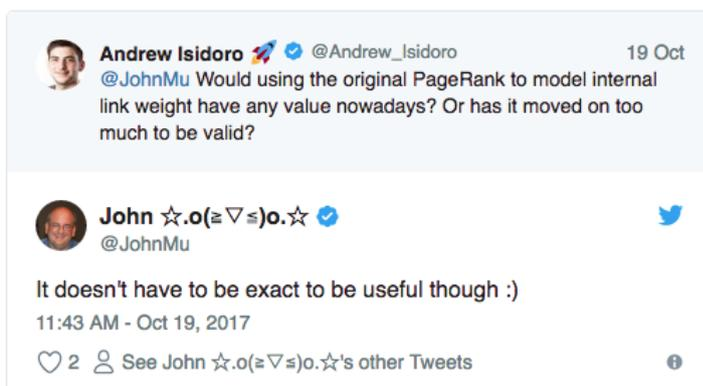 Andrew Isidoro 🚀 @Andrew_Isidoro 19 Oct
@JohnMu Would using the original PageRank to model internal
link weight have any value nowadays? Or has it moved on too
much to be valid?
John ☆.o(≧▽≦)o.☆
@JohnMu
It doesn't have to be exact to be useful though :)
11:43 AM - Oct 19, 2017
2 See John ☆.o(≧▽≦)o.☆'s other Tweets